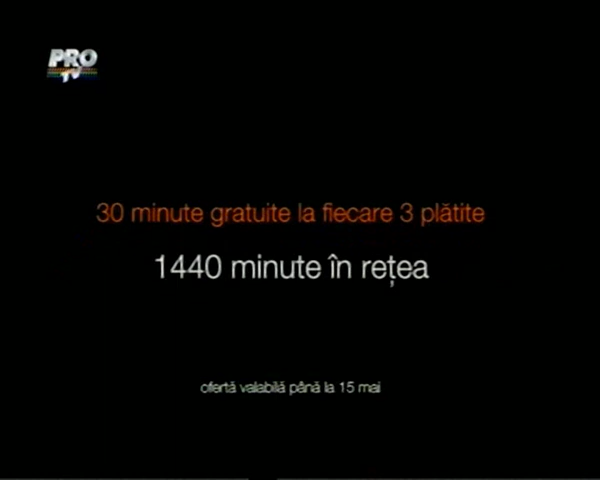 PRO
TV
30 minute gratuite la fiecare 3 plătite
1440 minute în rețea
ofertă valabilă până la 15 mai